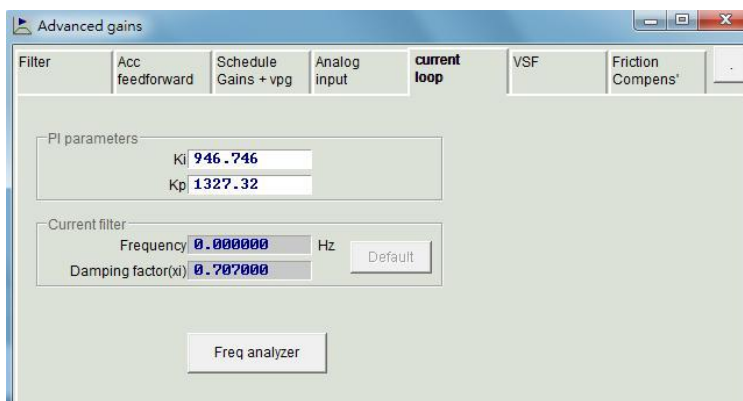 Advanced gains
Filter
Acc
feedforward
Schedule
Gains + vpg
Analog
input
current
loop
VSF
Friction
Compens'
.
PI parameters
Ki 946.746
Kp 1327.32
Current filter
Frequency 0.000000 Hz
Damping factor(xi) 0.707000
Default
Freq analyzer